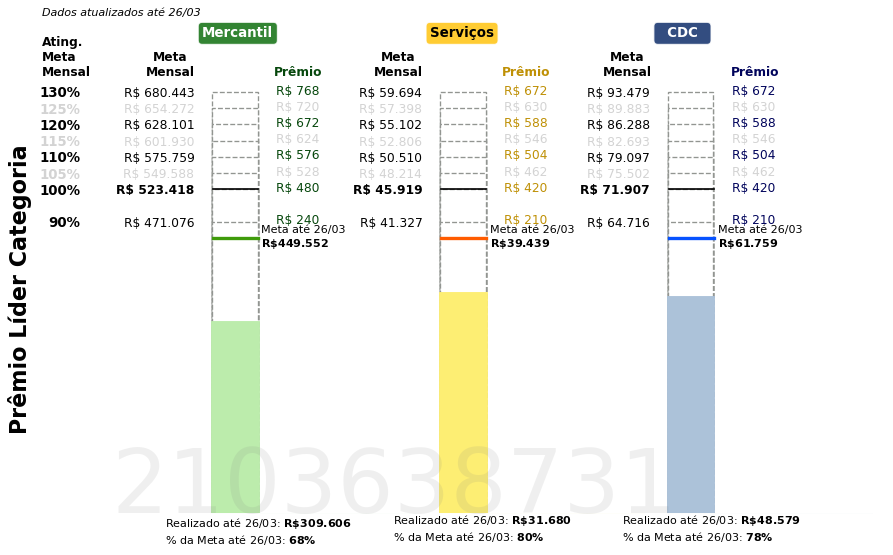 Dados atualizados até 26/03
Mercantil Serviços CDC
Ating. Meta Mensal Meta Mensal Prêmio Meta Mensal Prêmio Meta Mensal Prêmio
130% R$ 680.443 R$ 768 R$ 59.694 R$ 672 R$ 93.479 R$ 672
125% R$ 654.272 R$ 720 R$ 57.398 R$ 630 R$ 89.883 R$ 630
120% R$ 628.101 R$ 672 R$ 55.102 R$ 588 R$ 86.288 R$ 588
115% R$ 601.930 R$ 624 R$ 52.806 R$ 546 R$ 82.693 R$ 546
110% R$ 575.759 R$ 576 R$ 50.510 R$ 504 R$ 79.097 R$ 504
105% R$ 549.588 R$ 528 R$ 48.214 R$ 462 R$ 75.502 R$ 462
100% R$ 523.418 R$ 480 R$ 45.919 R$ 420 R$ 71.907 R$ 420
90% R$ 471.076 R$ 240 R$ 41.327 R$ 210 R$ 64.716 R$ 210
Meta até 26/03 Meta até 26/03 Meta até 26/03
R$449.552 R$39.439 R$61.759
Prêmio Líder Categoria
2103638731
Realizado até 26/03: R$309.606 Realizado até 26/03: R$31.680 Realizado até 26/03: R$48.579
% da Meta até 26/03: 68% % da Meta até 26/03: 80% % da Meta até 26/03: 78%